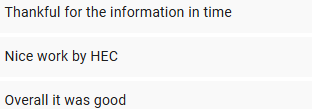 Thankful for the information in time
Nice work by HEC
Overall it was good